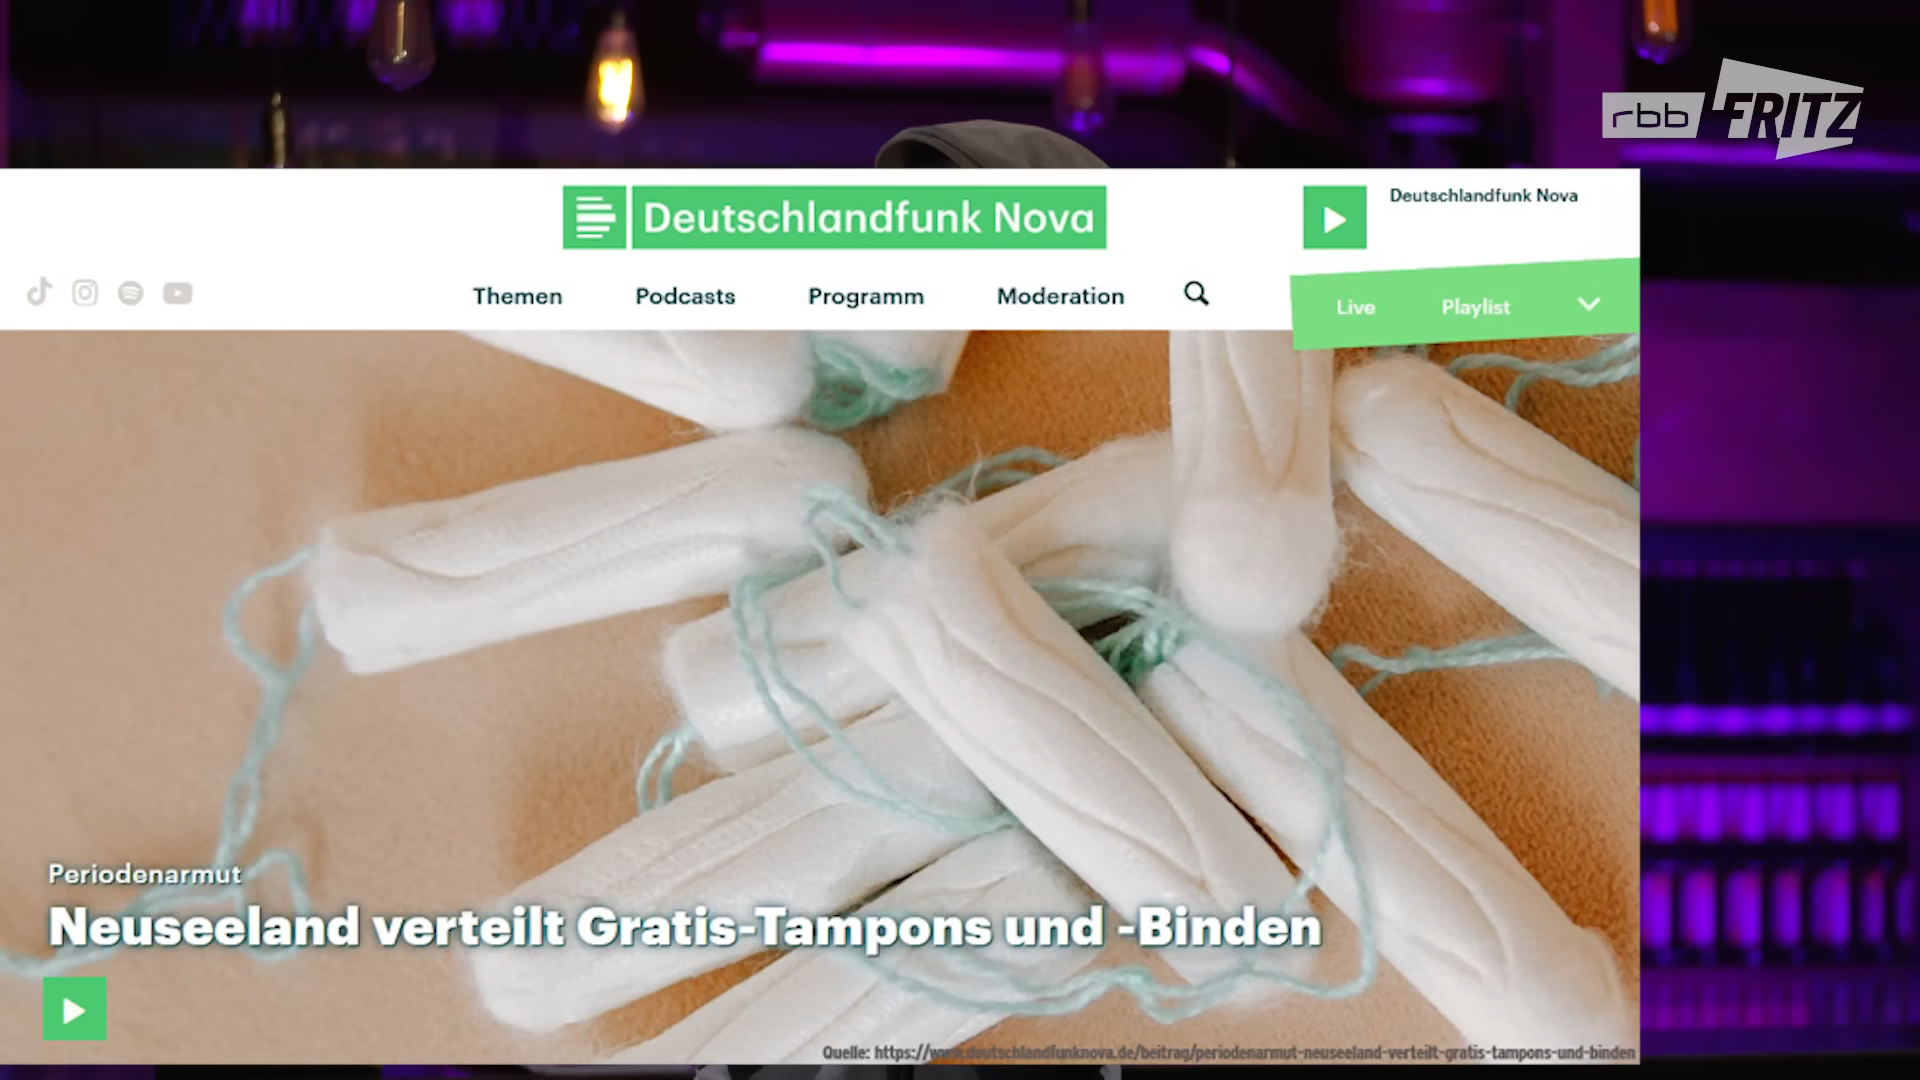 rbb FRITZ
Deutschlandfunk Nova
Deutschlandfunk Nova
Themen Podcasts Programm Moderation
Live Playlist
Periodenarmut
Neuseeland verteilt Gratis-Tampons und -Binden
Quelle: https://www.deutschlandfunknova.de/beitrag/periodenarmut-neuseeland-verteilt-gratis-tampons-und-binden